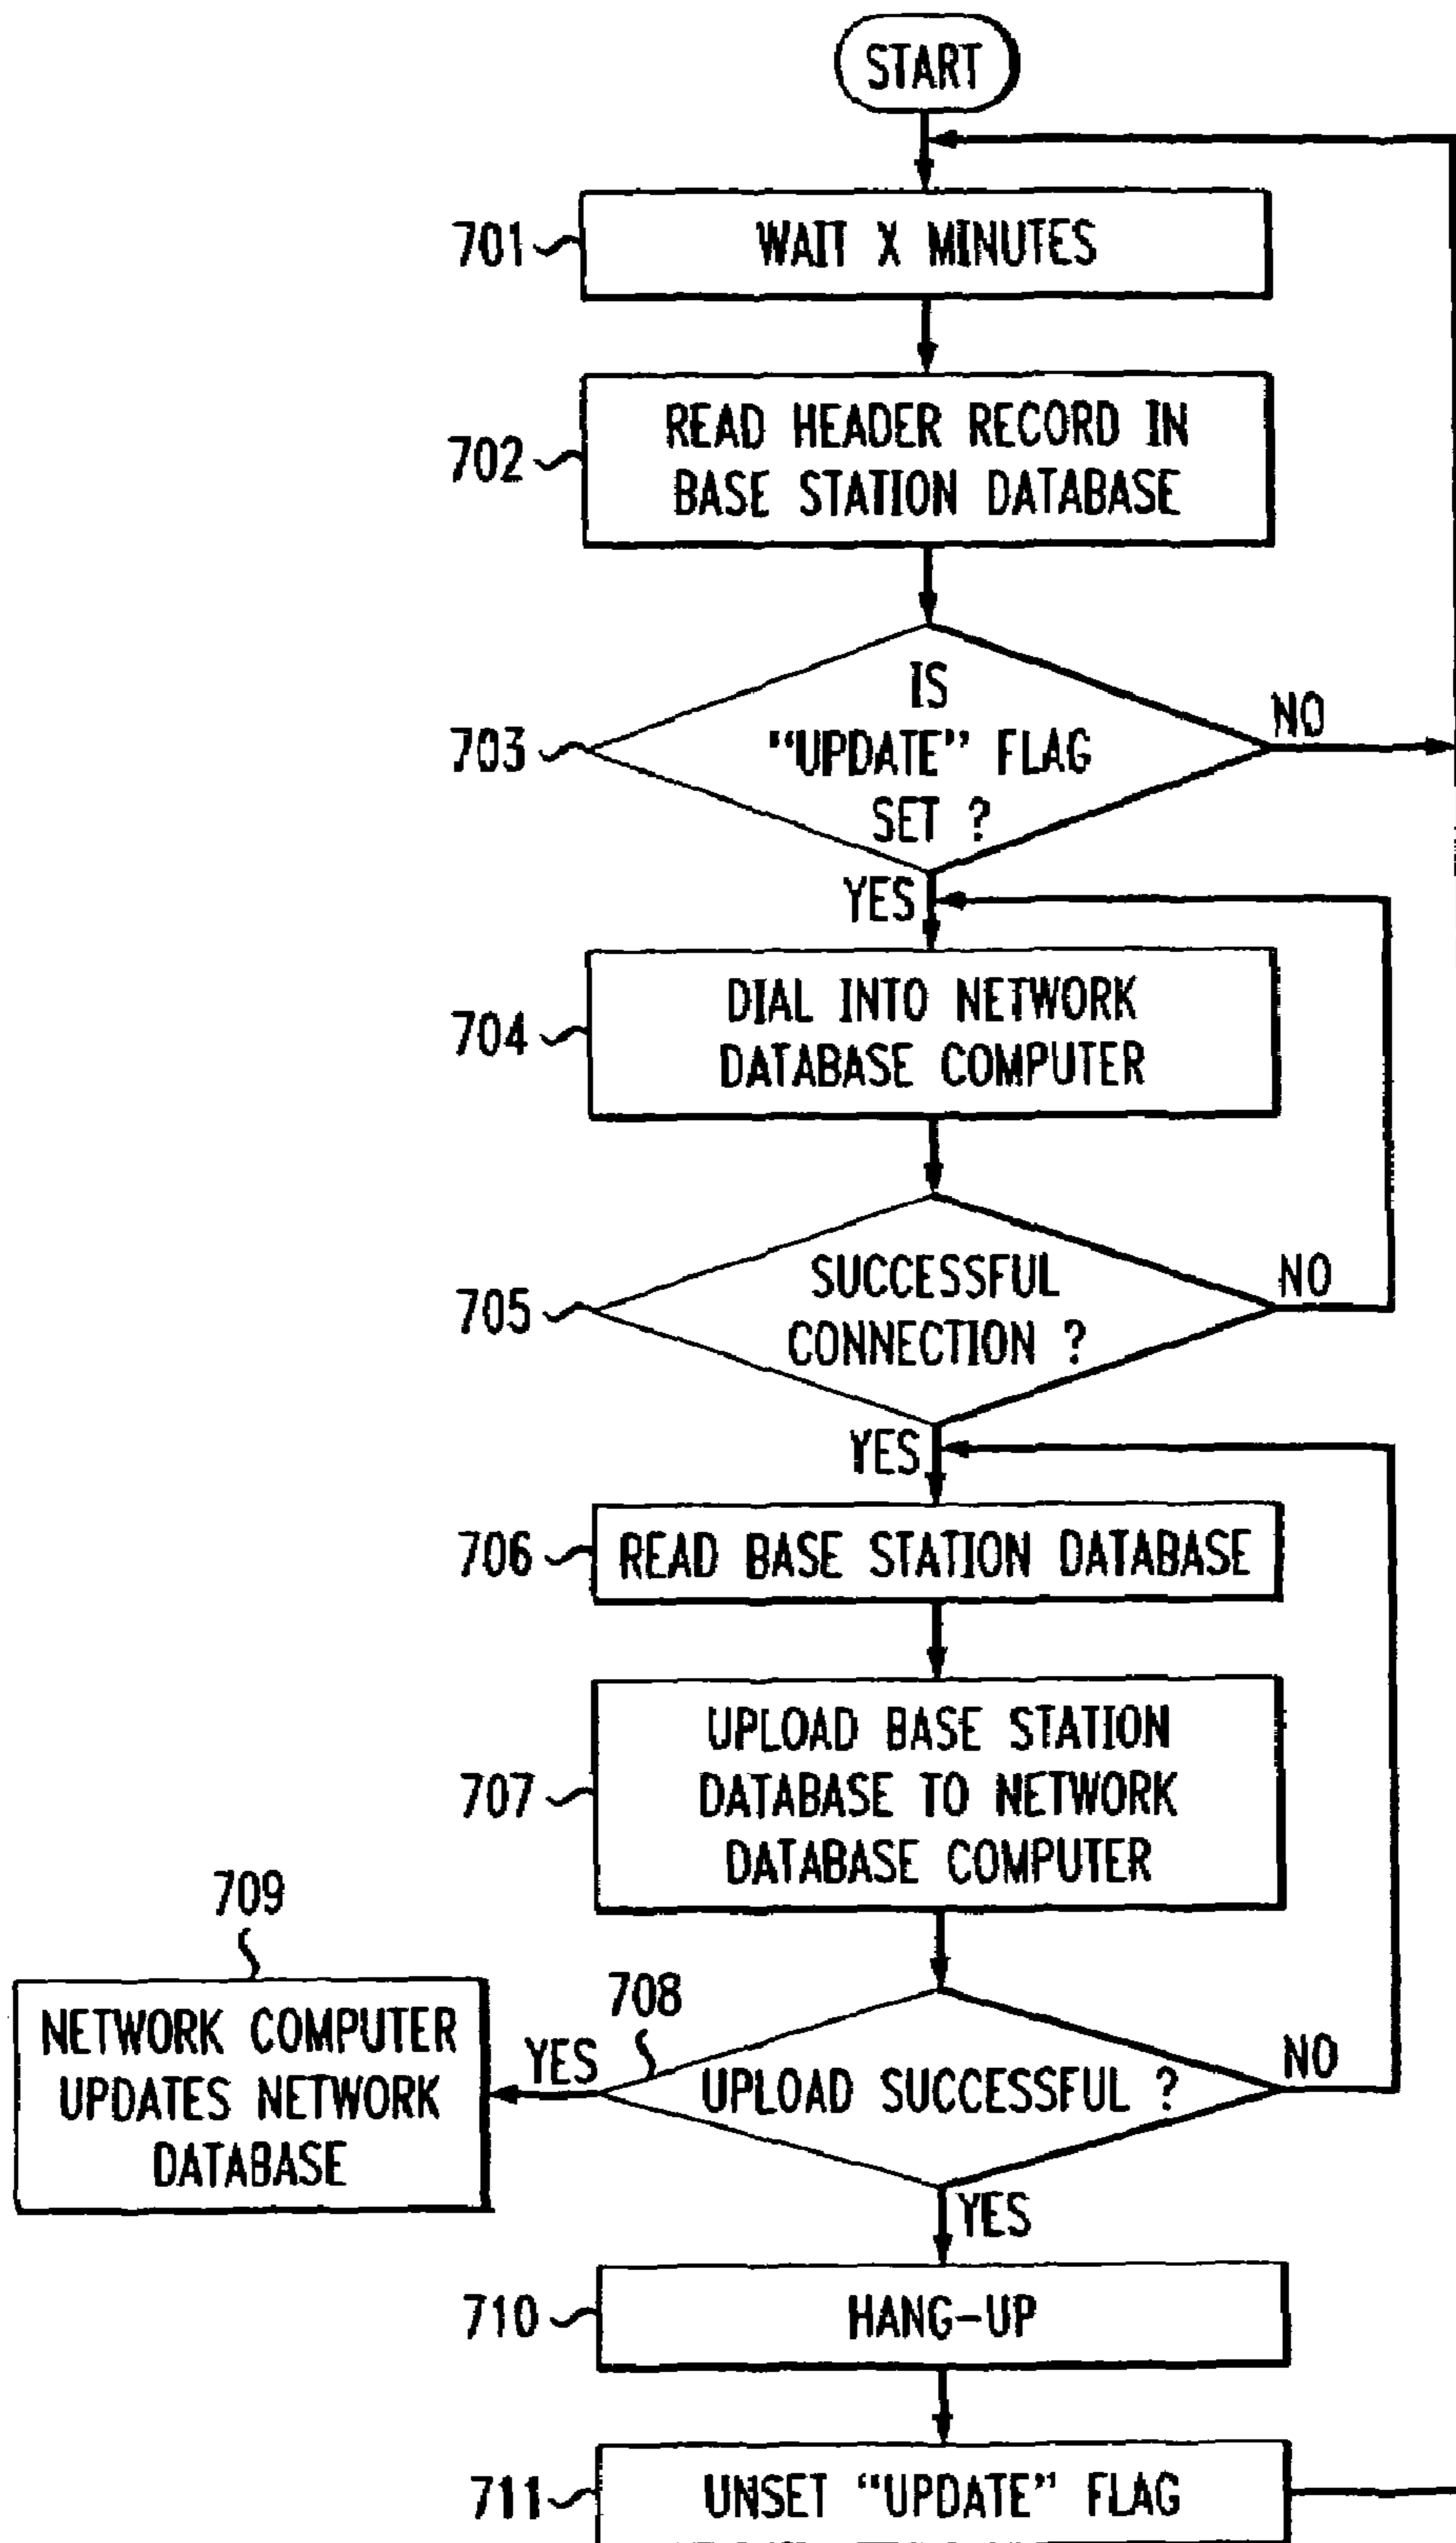 START
701
WAIT X MINUTES
702
READ HEADER RECORD IN
BASE STATION DATABASE
703
IS
"UPDATE" FLAG
SET ?
NO
YES
704
DIAL INTO NETWORK
DATABASE COMPUTER
705
SUCCESSFUL
CONNECTION ?
NO
YES
706
READ BASE STATION DATABASE
707
UPLOAD BASE STATION
DATABASE TO NETWORK
DATABASE COMPUTER
708
UPLOAD SUCCESSFUL ?
NO
YES
709
NETWORK COMPUTER
UPDATES NETWORK
DATABASE
YES
710
HANG-UP
711
UNSET "UPDATE" FLAG